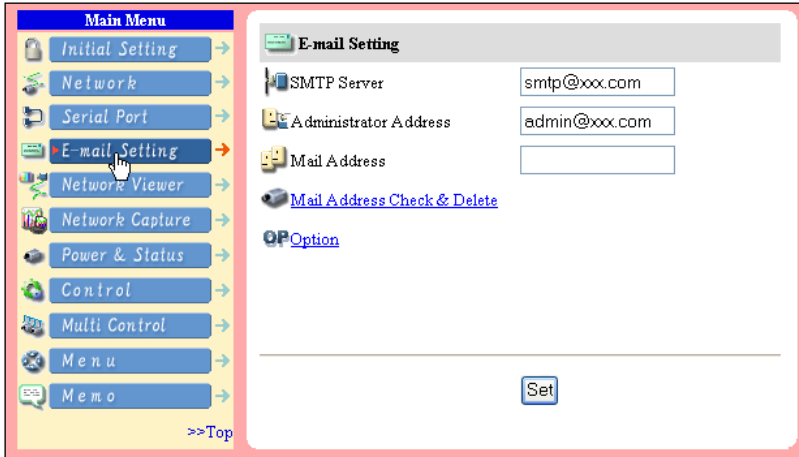 Main Menu
Initial Setting
Network
Serial Port
E-mail Setting
Network Viewer
Network Capture
Power & Status
Control
Multi Control
Menu
Memo
>>Top
E-mail Setting
SMTP Server
smtp@xxx.com
Administrator Address
admin@xxx.com
Mail Address
Mail Address Check & Delete
OP Option
Set